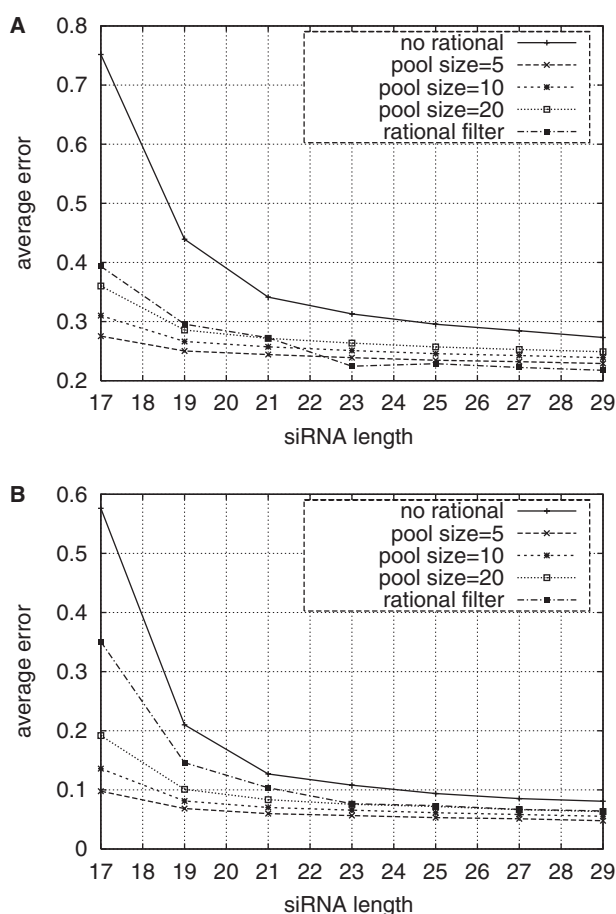 A
0.8
0.7
0.6
0.5
0.4
0.3
0.2
average error
no rational
pool size=5
pool size=10
pool size=20
rational filter
17 18 19 20 21 22 23 24 25 26 27 28 29
siRNA length
B
0.6
0.5
0.4
0.3
0.2
0.1
0
average error
no rational
pool size=5
pool size=10
pool size=20
rational filter
17 18 19 20 21 22 23 24 25 26 27 28 29
siRNA length